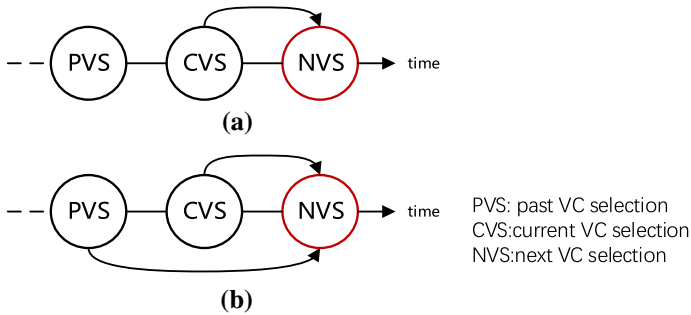 PVS CVS NVS time
(a)
PVS CVS NVS time
PVS: past VC selection
CVS:current VC selection
NVS:next VC selection
(b)